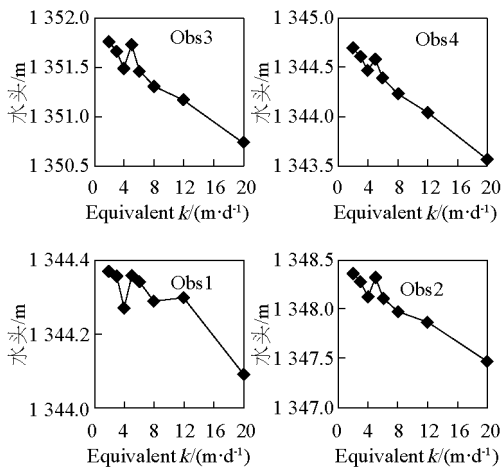 1 352.0
Obs3
1 351.5
1 351.0
1 350.5
水头/m
0 4 8 12 16 20
Equivalent k/(m·d-1)
1 345.0
Obs4
1 344.5
1 344.0
1 343.5
水头/m
0 4 8 12 16 20
Equivalent k/(m·d-1)
1 344.4
Obs1
1 344.2
1 344.0
水头/m
0 4 8 12 16 20
Equivalent k/(m·d-1)
1 348.5
Obs2
1 348.0
1 347.5
1 347.0
水头/m
0 4 8 12 16 20
Equivalent k/(m·d-1)